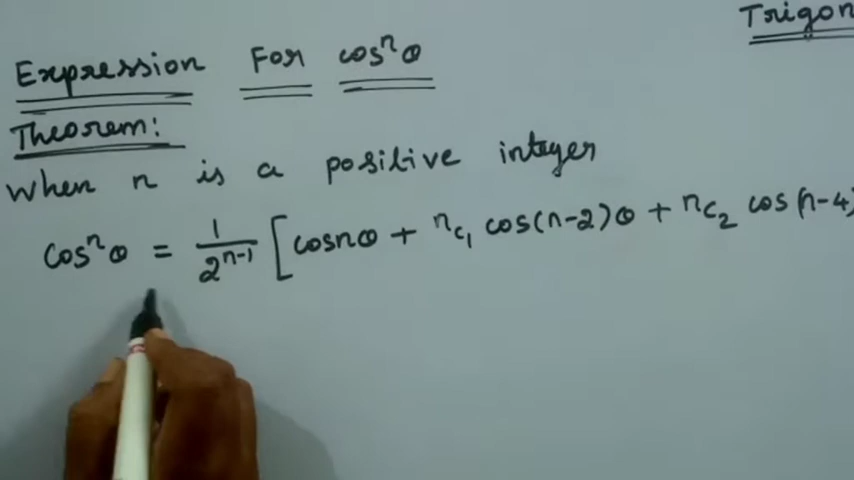 Trigon
Expression For cosⁿθ
Theorem:
when n is a positive integer
cosⁿθ = 1/2ⁿ⁻¹ [cosnθ + ⁿc₁ cos(n-2)θ + ⁿc₂ cos(n-4)